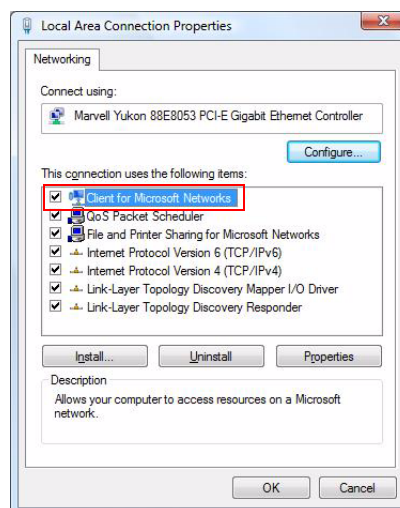 Local Area Connection Properties
Networking
Connect using:
Marvell Yukon 88E8053 PCI-E Gigabit Ethernet Controller
Configure...
This connection uses the following items:
Client for Microsoft Networks
QoS Packet Scheduler
File and Printer Sharing for Microsoft Networks
Internet Protocol Version 6 (TCP/IPv6)
Internet Protocol Version 4 (TCP/IPv4)
Link-Layer Topology Discovery Mapper I/O Driver
Link-Layer Topology Discovery Responder
Install... Uninstall Properties
Description
Allows your computer to access resources on a Microsoft
network.
OK Cancel